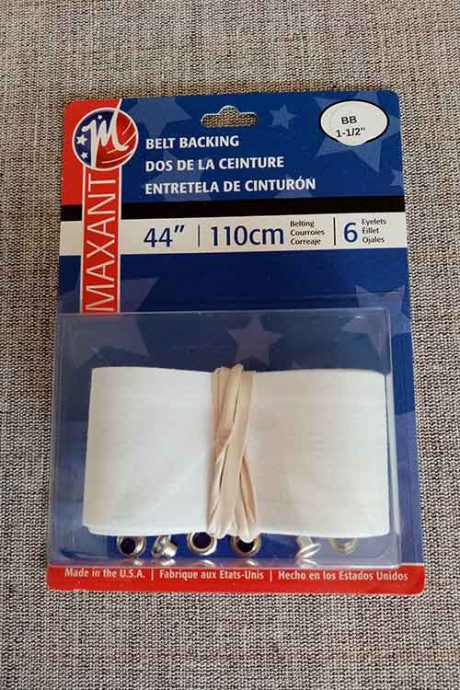 M
MAXANT
BB
1-1/2"
BELT BACKING
DOS DE LA CEINTURE
ENTRETELA DE CINTURÓN
44" | 110cm
Belting
Courroies
Correaje
6
Eyelets
Éillet
Ojales
Made in the U.S.A. | Fabrique aux Etats-Unis | Hecho en los Estados Unidos